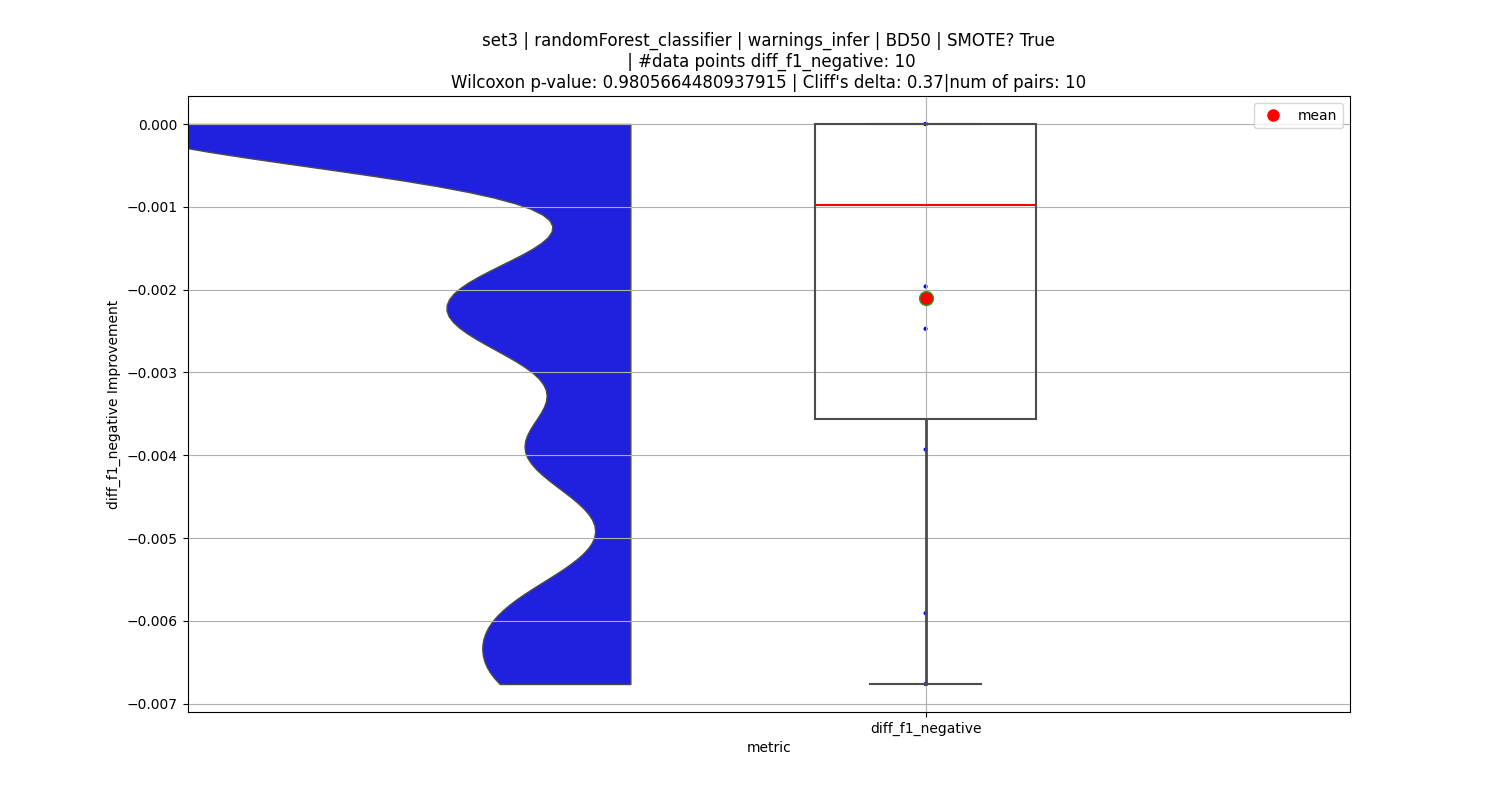 set3 | randomForest_classifier | warnings_infer | BD50 | SMOTE? True
| #data points diff_f1_negative: 10
Wilcoxon p-value: 0.9805664480937915 | Cliff's delta: 0.37|num of pairs: 10
mean
0.000
−0.001
−0.002
−0.003
−0.004
−0.005
−0.006
−0.007
diff_f1_negative Improvement
diff_f1_negative
metric